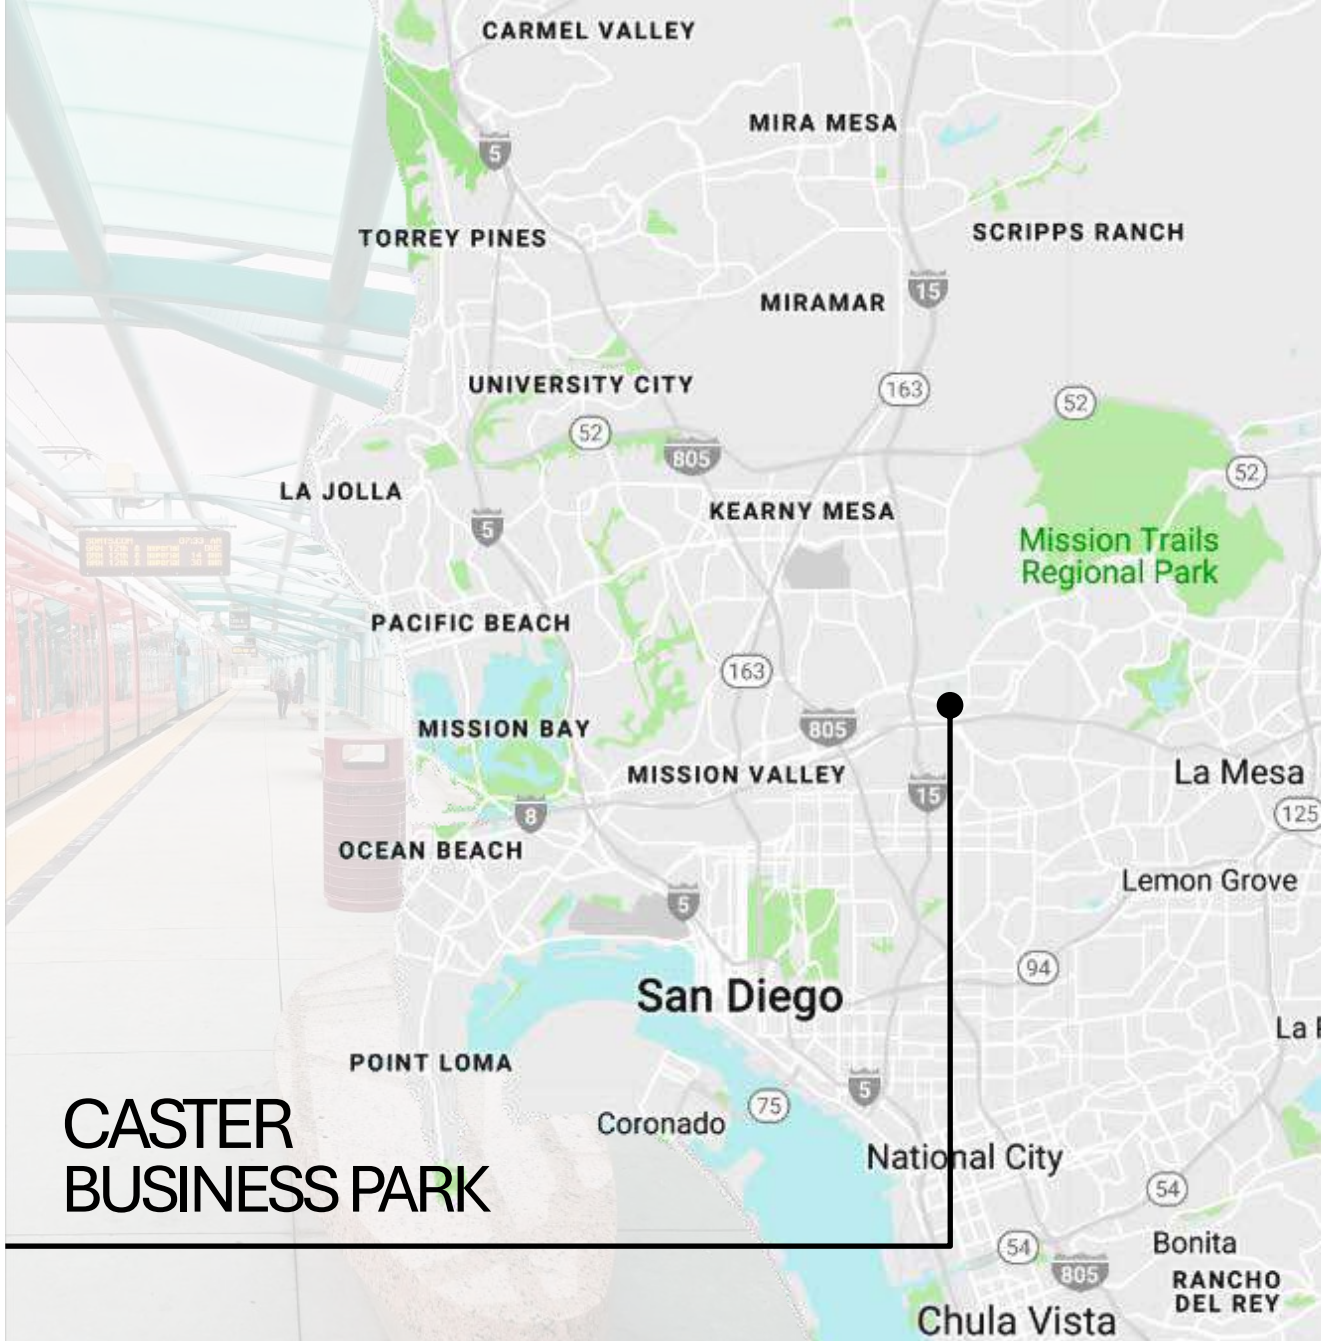 CARMEL VALLEY
MIRA MESA
5
TORREY PINES
SCRIPPS RANCH
15
MIRAMAR
UNIVERSITY CITY
163
52
52
805
52
LA JOLLA
KEARNY MESA
5
Mission Trails
Regional Park
PACIFIC BEACH
163
MISSION BAY
805
MISSION VALLEY
La Mesa
15
8
125
OCEAN BEACH
Lemon Grove
5
94
San Diego
La
POINT LOMA
5
75
Coronado
CASTER
BUSINESS PARK
National City
54
54
Bonita
805
RANCHO
DEL REY
Chula Vista